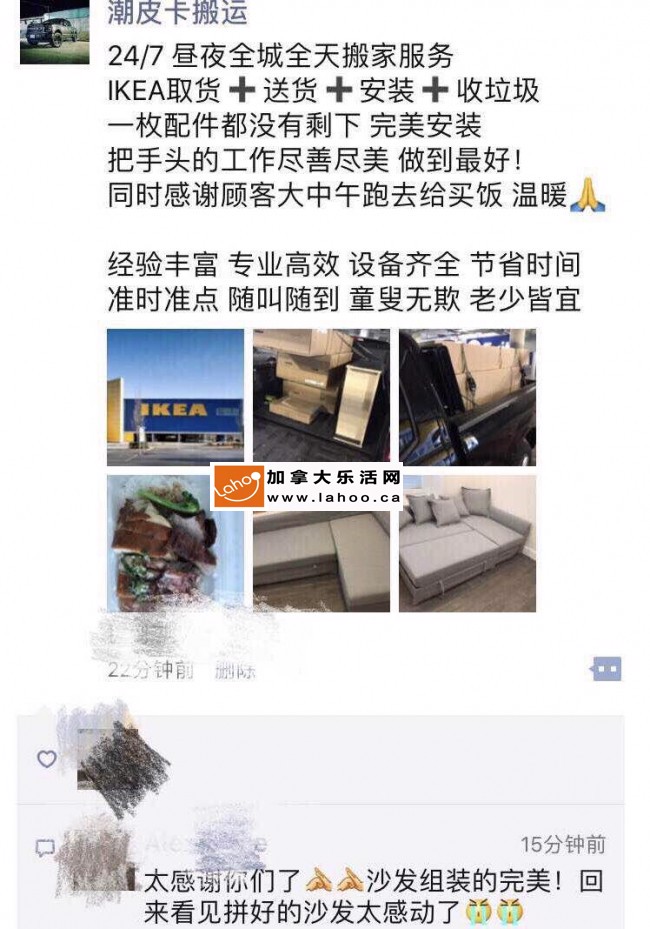 潮皮卡搬运
24/7 昼夜全城全天搬家服务
IKEA取货➕送货➕安装➕收垃圾
一枚配件都没有剩下 完美安装
把手头的工作尽善尽美 做到最好！
同时感谢顾客大中午跑去给买饭 温暖🙏
经验丰富 专业高效 设备齐全 节省时间
准时准点 随叫随到 童叟无欺 老少皆宜
IKEA
Lahoo
加拿大乐活网
www.lahoo.ca
22分钟前 删除
15分钟前
太感谢你们了🙏🙏沙发组装的完美！回
来看见拼好的沙发太感动了😭😭